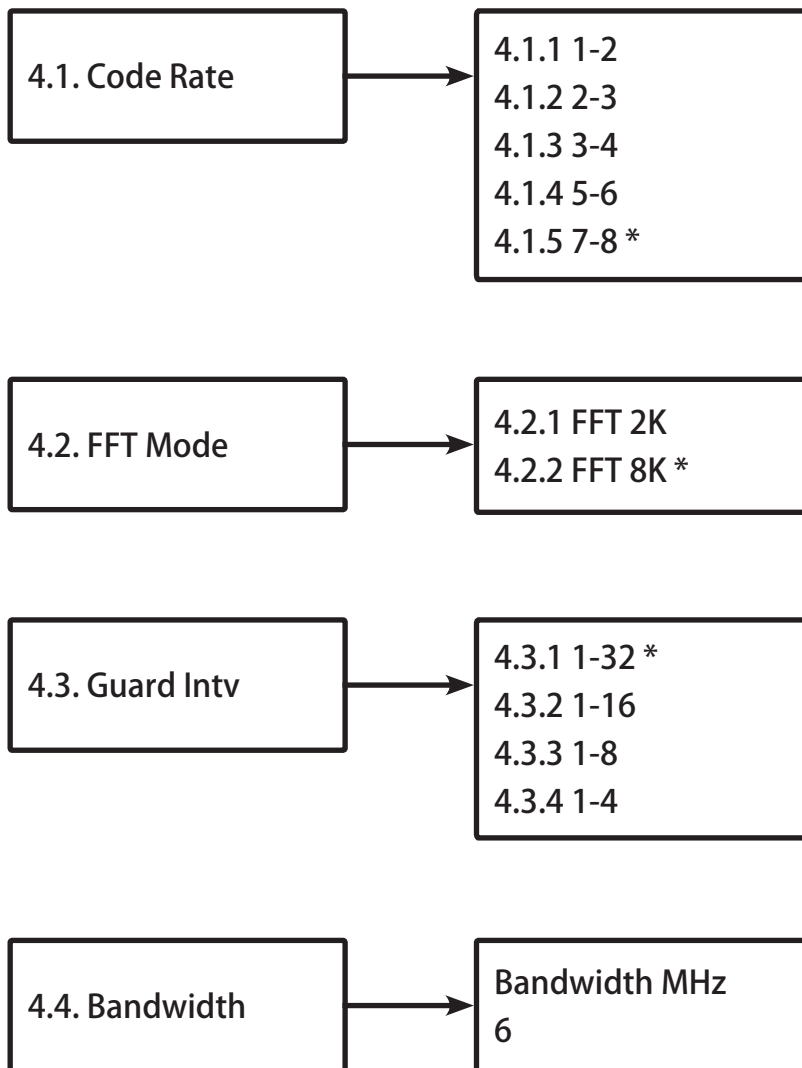 4.1. Code Rate
4.1.1 1-2
4.1.2 2-3
4.1.3 3-4
4.1.4 5-6
4.1.5 7-8 *
4.2. FFT Mode
4.2.1 FFT 2K
4.2.2 FFT 8K *
4.3. Guard Intv
4.3.1 1-32 *
4.3.2 1-16
4.3.3 1-8
4.3.4 1-4
4.4. Bandwidth
Bandwidth MHz
6